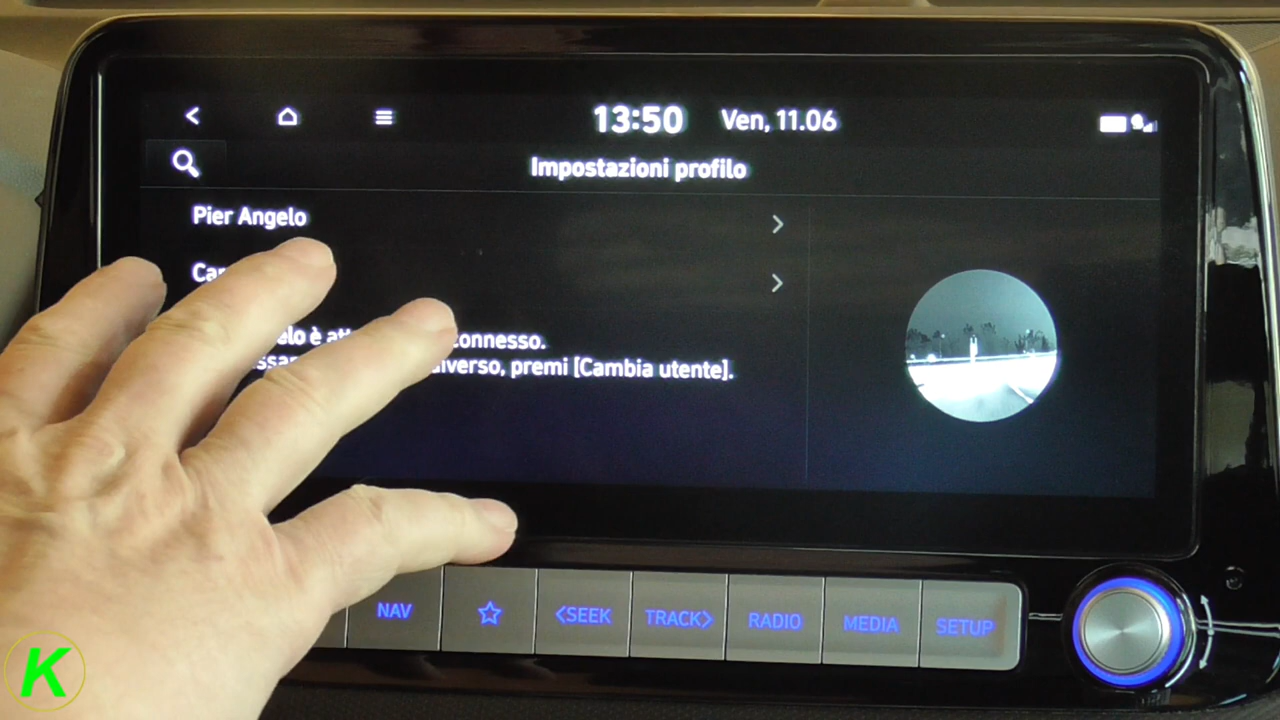 13:50 Ven, 11.06
Impostazioni profilo
Pier Angelo
connesso.
diverso, premi [Cambia utente].
NAV <SEEK TRACK> RADIO MEDIA SETUP
K